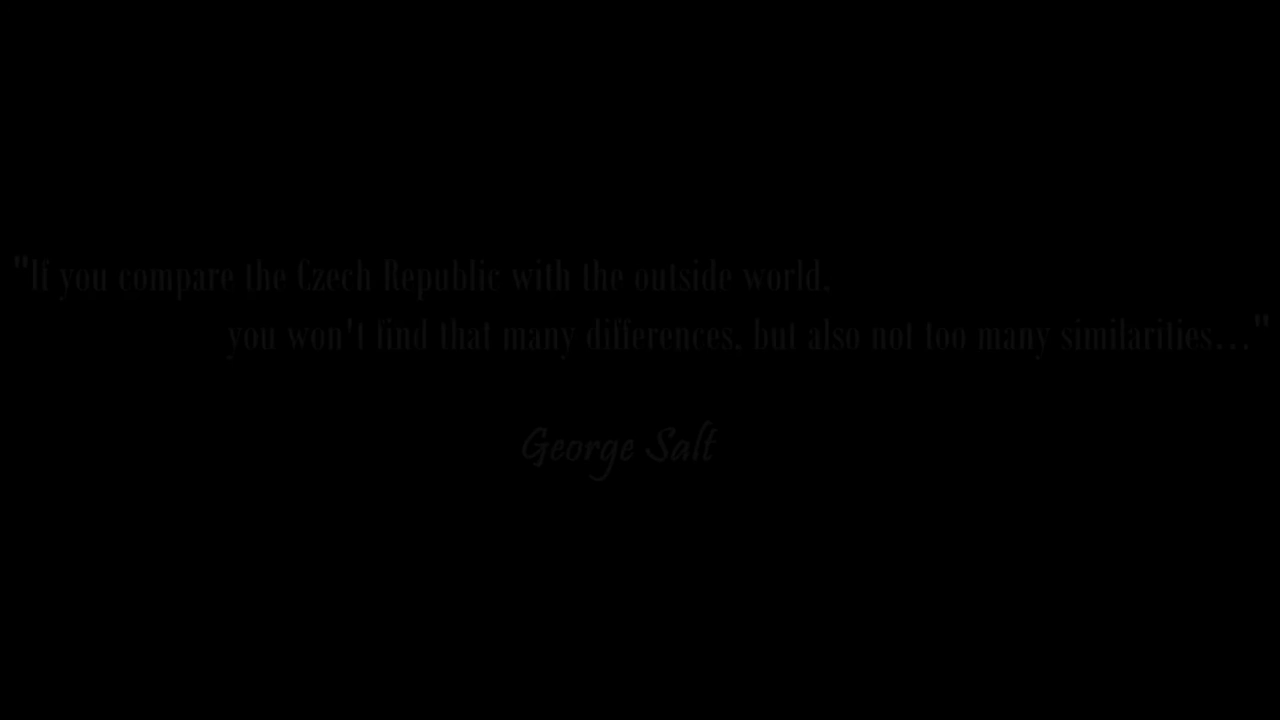 "If you compare the Czech Republic with the outside world,
you won't find that many differences, but also not too many similarities..."
George Salt